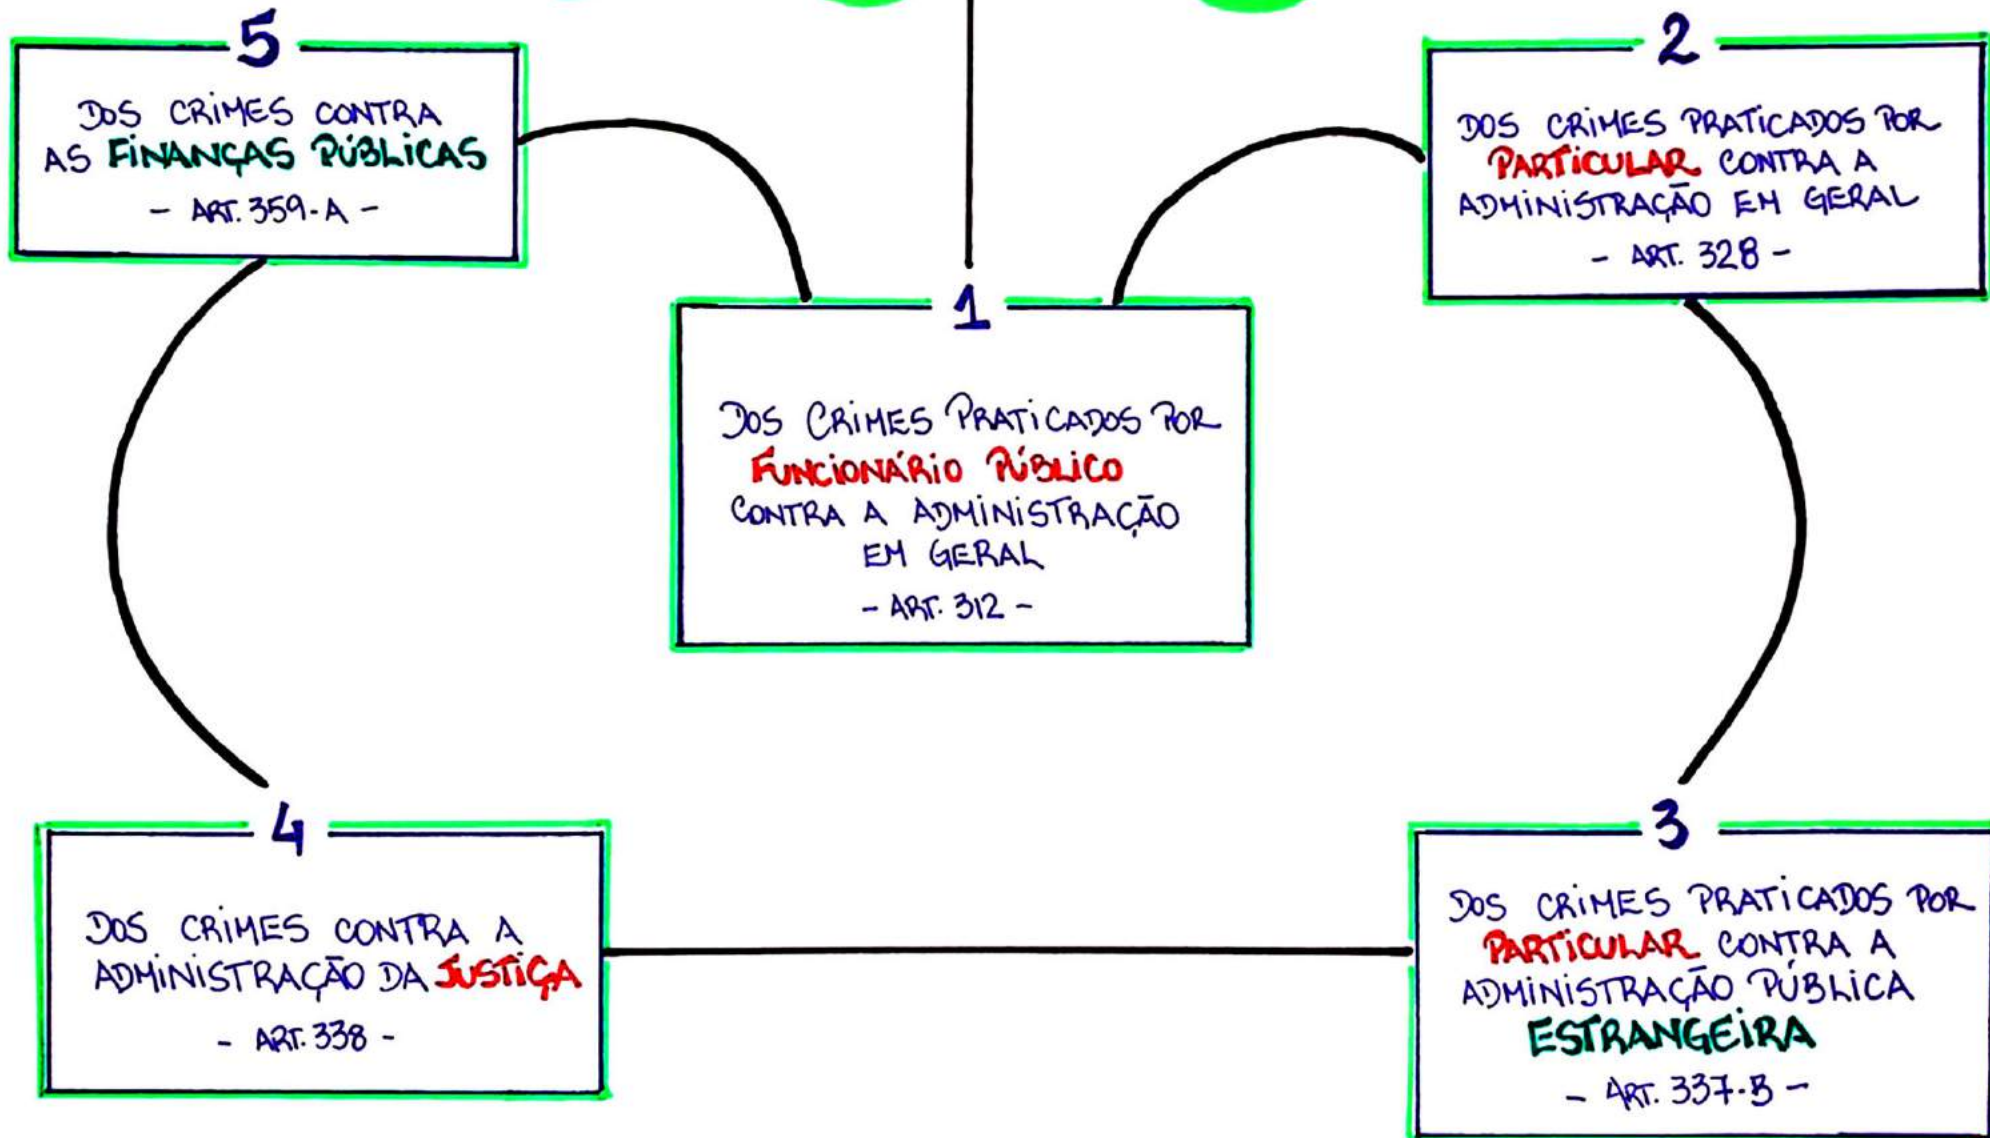 5
DOS CRIMES CONTRA
AS FINANÇAS PÚBLICAS
- ART. 359-A -
2
DOS CRIMES PRATICADOS POR
PARTICULAR CONTRA A
ADMINISTRAÇÃO EM GERAL
- ART. 328 -
1
DOS CRIMES PRATICADOS POR
FUNCIONÁRIO PÚBLICO
CONTRA A ADMINISTRAÇÃO
EM GERAL
- ART. 312 -
4
DOS CRIMES CONTRA A
ADMINISTRAÇÃO DA JUSTIÇA
- ART. 338 -
3
DOS CRIMES PRATICADOS POR
PARTICULAR CONTRA A
ADMINISTRAÇÃO PÚBLICA
ESTRANGEIRA
- ART. 337-B -